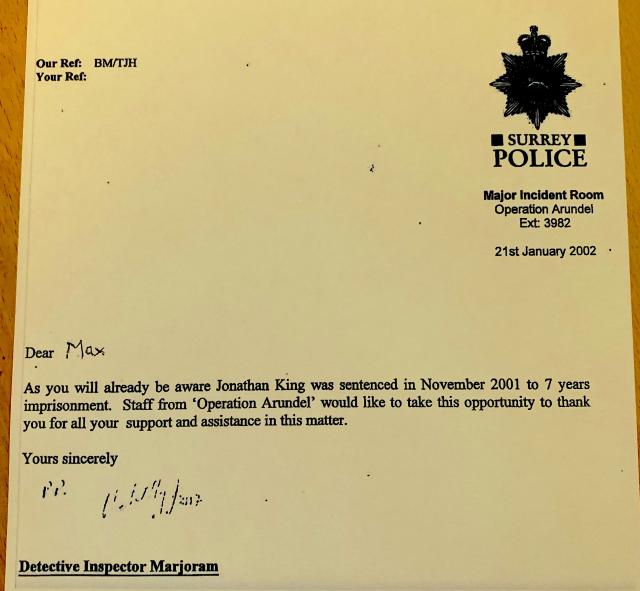 Our Ref: BM/TJH
Your Ref:
SURREY
POLICE
Major Incident Room
Operation Arundel
Ext: 3982
21st January 2002
Dear Max
As you will already be aware Jonathan King was sentenced in November 2001 to 7 years
imprisonment. Staff from ‘Operation Arundel’ would like to take this opportunity to thank
you for all your support and assistance in this matter.
Yours sincerely
PP.
Detective Inspector Marjoram